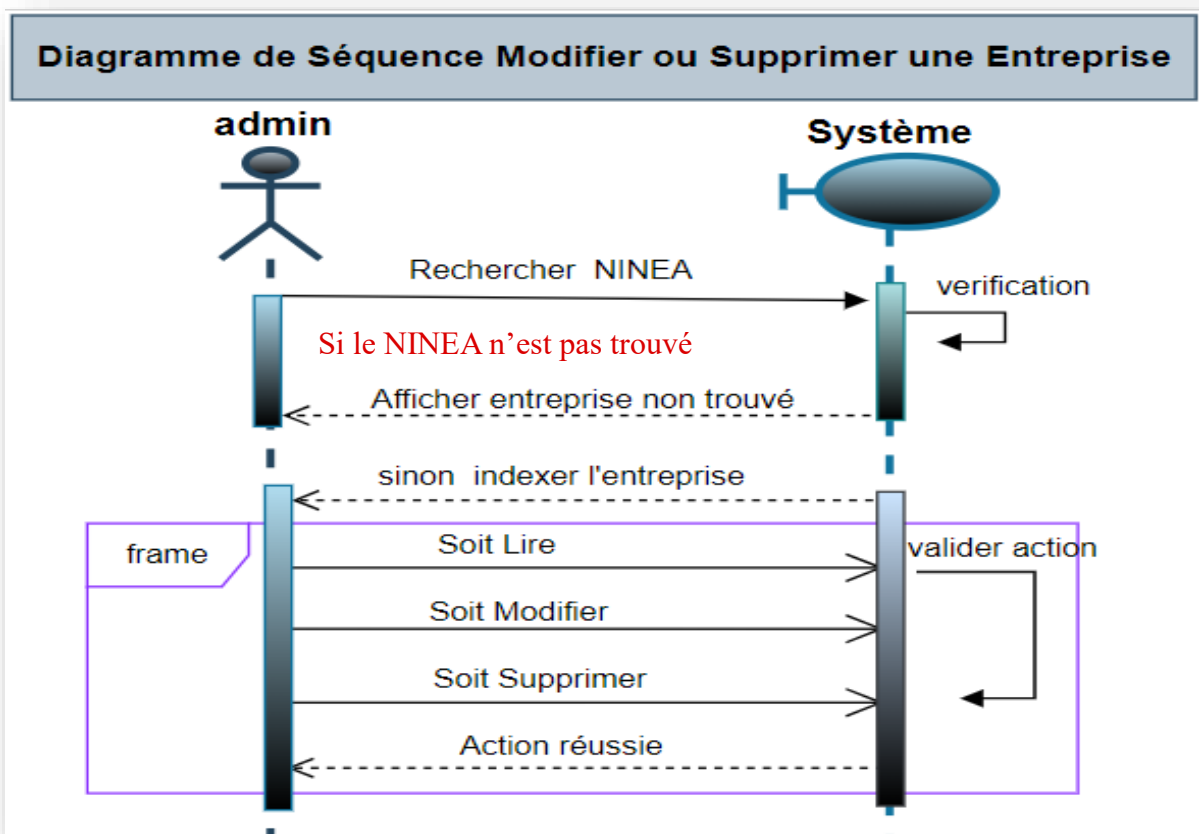 Diagramme de Séquence Modifier ou Supprimer une Entreprise
admin
Système
Rechercher NINEA
verification
Si le NINEA n’est pas trouvé
Afficher entreprise non trouvé
sinon indexer l'entreprise
frame
Soit Lire
valider action
Soit Modifier
Soit Supprimer
Action réussie